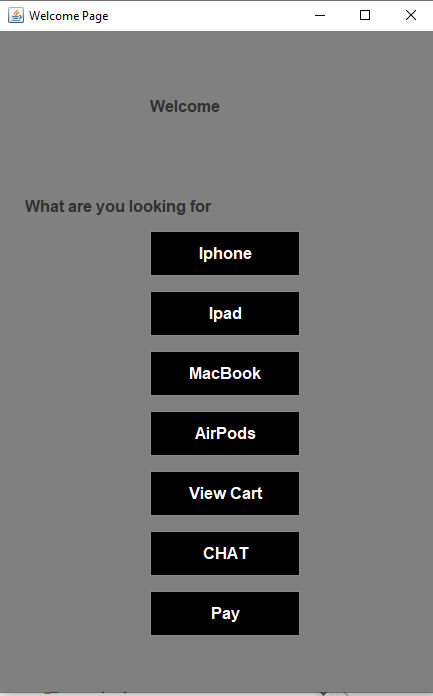 Welcome Page
Welcome
What are you looking for
Iphone
Ipad
MacBook
AirPods
View Cart
CHAT
Pay